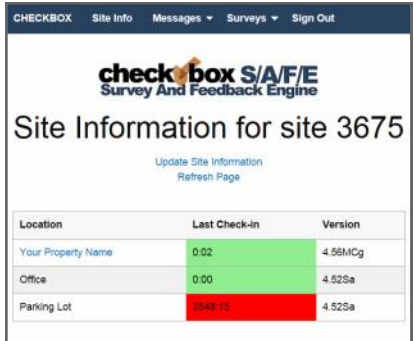 CHECKBOX Site Info Messages Surveys Sign Out
checkbox S/A/F/E
Survey And Feedback Engine
Site Information for site 3675
Update Site Information
Refresh Page
Location Last Check-in Version
Your Property Name 0:02 4.56MCg
Office 0:00 4.52Sa
Parking Lot 4.52Sa